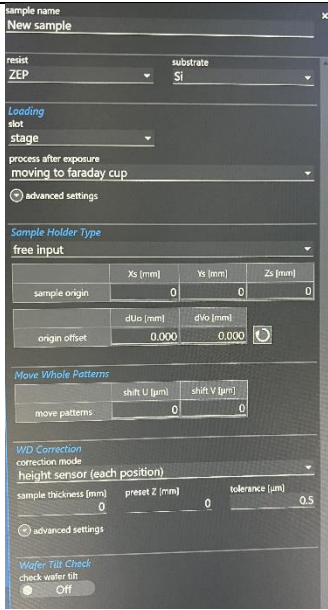 sample name
New sample
resist substrate
ZEP Si
Loading
slot
stage
process after exposure
moving to faraday cup
advanced settings
Sample Holder Type
free input
Xs [mm] Ys [mm] Zs [mm]
sample origin 0 0 0
dUo [mm] dVo [mm]
origin offset 0.000 0.000
Move Whole Patterns
shift U [μm] shift V [μm]
move patterns 0 0
WD Correction
correction mode
height sensor (each position)
sample thickness [mm] preset Z [mm] tolerance [μm]
0 0 0.5
advanced settings
Wafer Tilt Check
check wafer tilt
Off